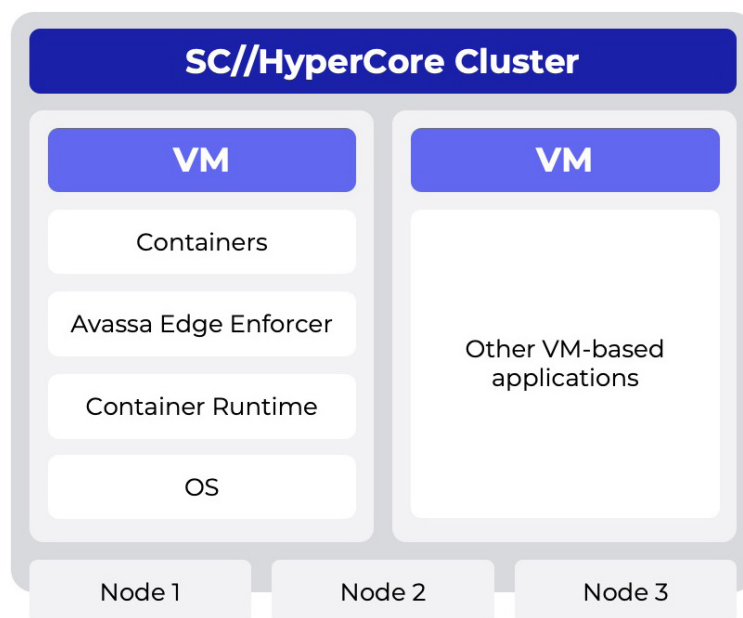 SC//HyperCore Cluster
VM
Containers
Avassa Edge Enforcer
Container Runtime
OS
VM
Other VM-based
applications
Node 1
Node 2
Node 3